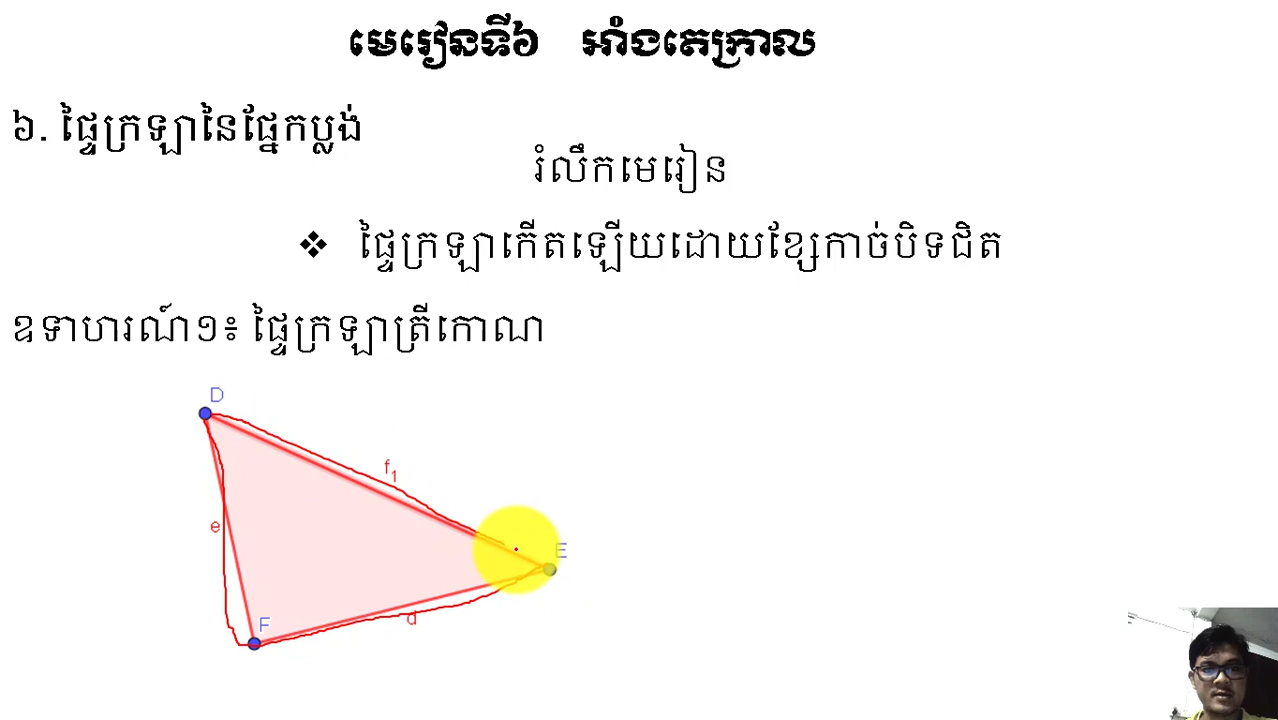 មេរៀនទី៦ អាំងតេក្រាល
៦. ផ្ទៃក្រឡានៃផ្នែកប្លង់
រំលឹកមេរៀន
❖ ផ្ទៃក្រឡាកើតឡើយដោយខ្សែកាច់បិទជិត
ឧទាហរណ៍១៖ ផ្ទៃក្រឡាត្រីកោណ
D
f1
e
E
d
F